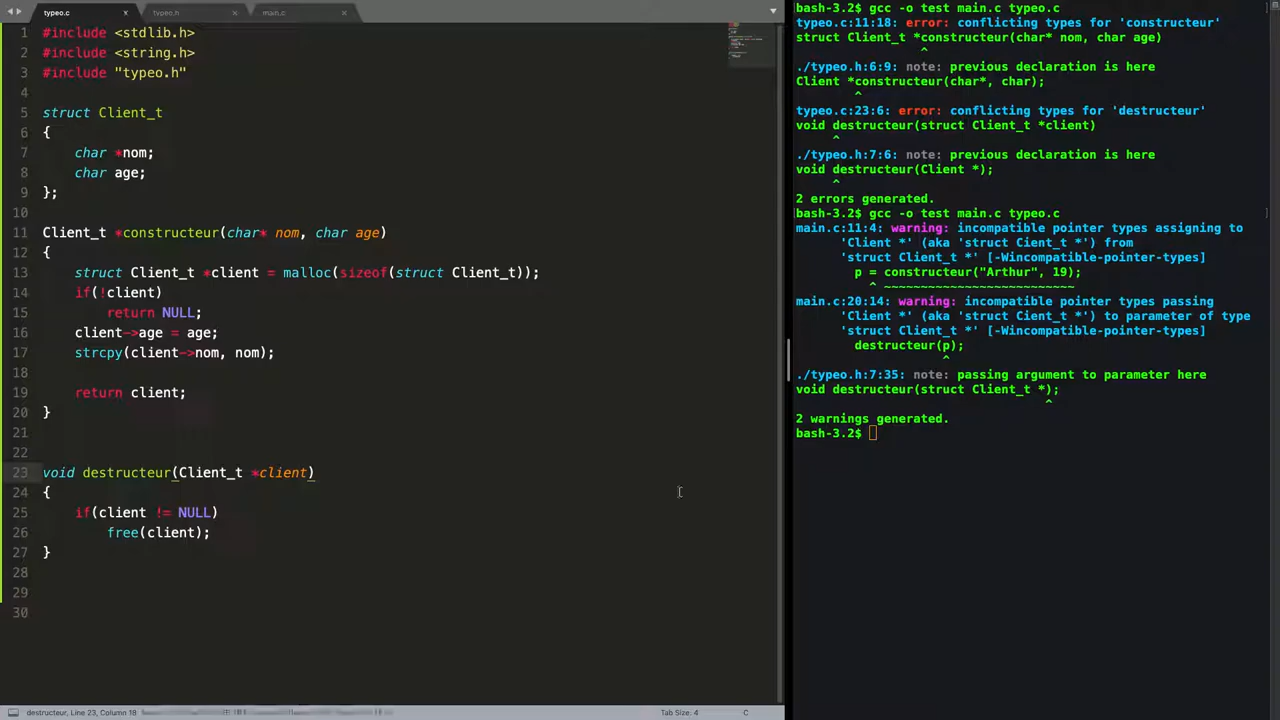 typeo.c
typeo.h
main.c
1 #include <stdlib.h>
2 #include <string.h>
3 #include "typeo.h"
4
5 struct Client_t
6 {
7 char *nom;
8 char age;
9 };
10
11 Client_t *constructeur(char* nom, char age)
12 {
13 struct Client_t *client = malloc(sizeof(struct Client_t));
14 if(!client)
15 return NULL;
16 client->age = age;
17 strcpy(client->nom, nom);
18
19 return client;
20 }
21
22
23 void destructeur(Client_t *client)
24 {
25 if(client != NULL)
26 free(client);
27 }
28
29
30
destructeur, Line 23, Column 18
Tab Size: 4
C
bash-3.2$ gcc -o test main.c typeo.c
typeo.c:11:18: error: conflicting types for 'constructeur'
struct Client_t *constructeur(char* nom, char age)
^
./typeo.h:6:9: note: previous declaration is here
Client *constructeur(char*, char);
^
typeo.c:23:6: error: conflicting types for 'destructeur'
void destructeur(struct Client_t *client)
^
./typeo.h:7:6: note: previous declaration is here
void destructeur(Client *);
^
2 errors generated.
bash-3.2$ gcc -o test main.c typeo.c
main.c:11:4: warning: incompatible pointer types assigning to
'Client *' (aka 'struct Cient_t *') from
'struct Client_t *' [-Wincompatible-pointer-types]
p = constructeur("Arthur", 19);
^ ~~~~~~~~~~~~~~~~~~~~~~~~~~
main.c:20:14: warning: incompatible pointer types passing
'Client *' (aka 'struct Cient_t *') to parameter of type
'struct Client_t *' [-Wincompatible-pointer-types]
destructeur(p);
^
./typeo.h:7:35: note: passing argument to parameter here
void destructeur(struct Client_t *);
^
2 warnings generated.
bash-3.2$